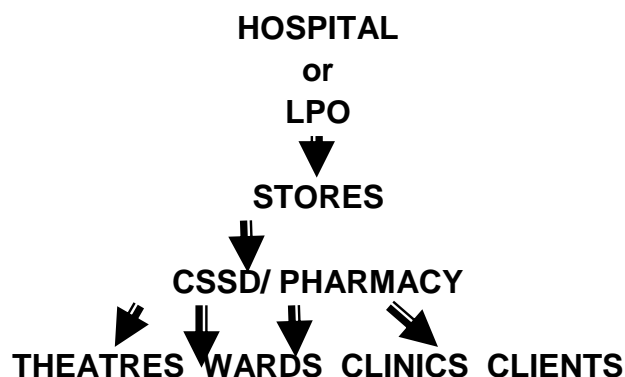 HOSPITAL
or
LPO
STORES
CSSD/ PHARMACY
THEATRES WARDS CLINICS CLIENTS